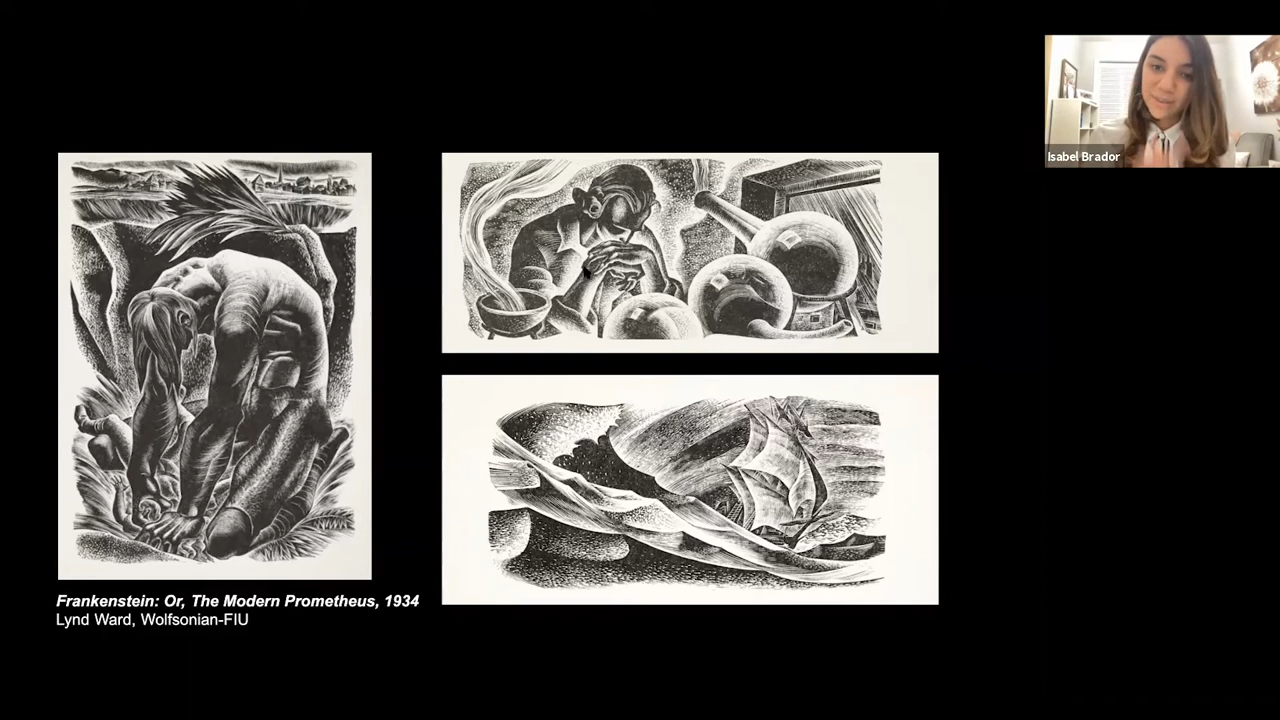 Isabel Brador
Frankenstein: Or, The Modern Prometheus, 1934
Lynd Ward, Wolfsonian-FIU